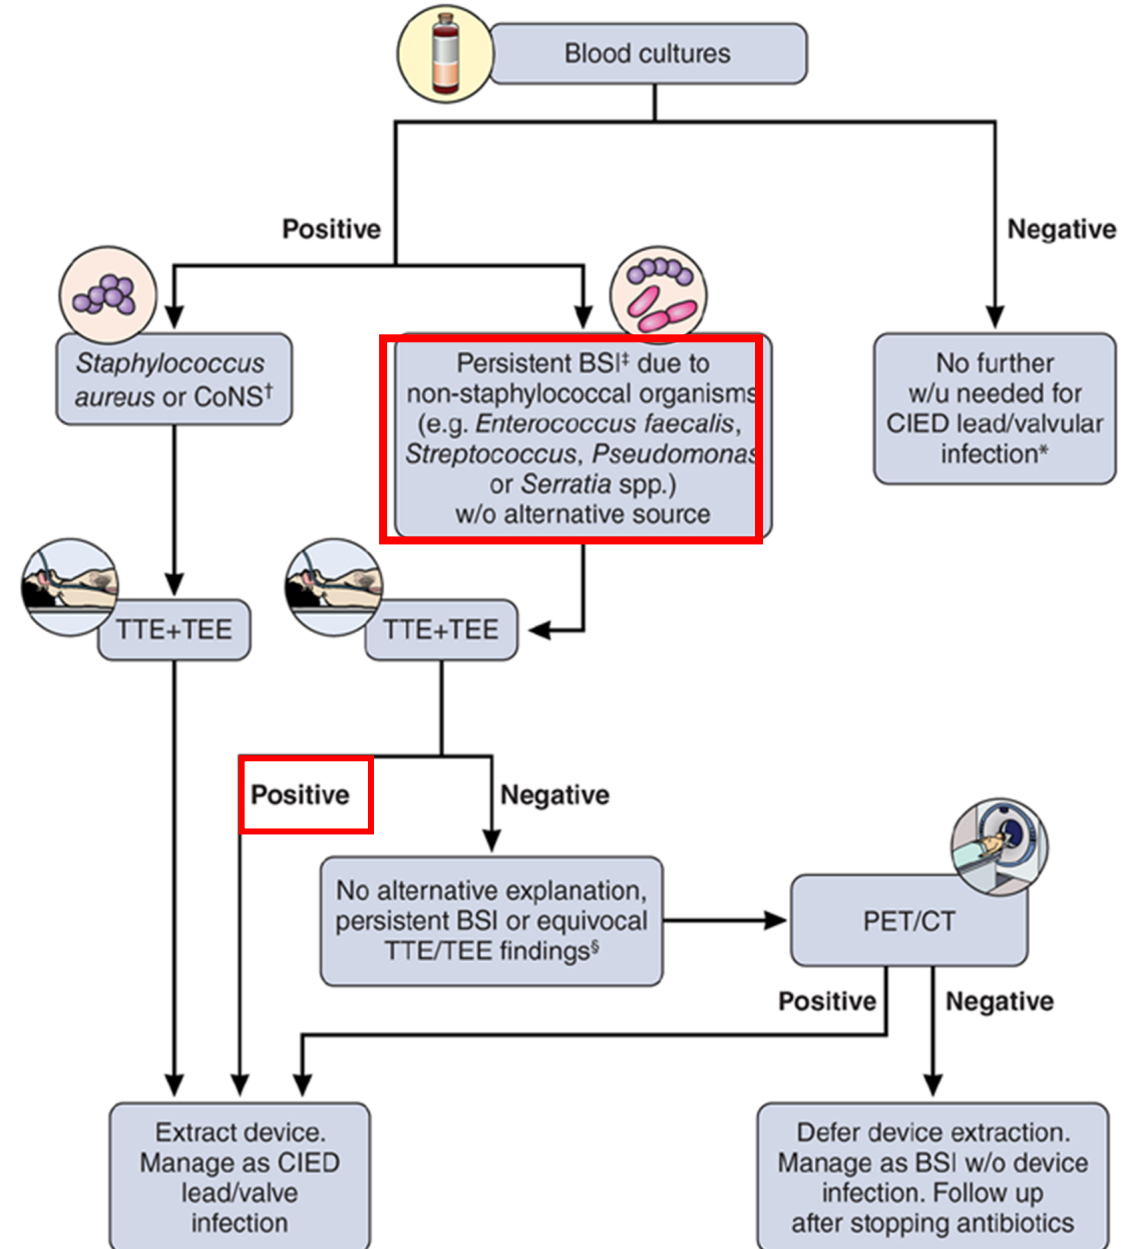 Blood cultures
Positive
Negative
Staphylococcus
aureus or CoNS†
Persistent BSI‡ due to
non-staphylococcal organisms
(e.g. Enterococcus faecalis,
Streptococcus, Pseudomonas
or Serratia spp.)
w/o alternative source
No further
w/u needed for
CIED lead/valvular
infection*
TTE+TEE
TTE+TEE
Positive
Negative
No alternative explanation,
persistent BSI or equivocal
TTE/TEE findings§
PET/CT
Positive
Negative
Extract device.
Manage as CIED
lead/valve
infection
Defer device extraction.
Manage as BSI w/o device
infection. Follow up
after stopping antibiotics